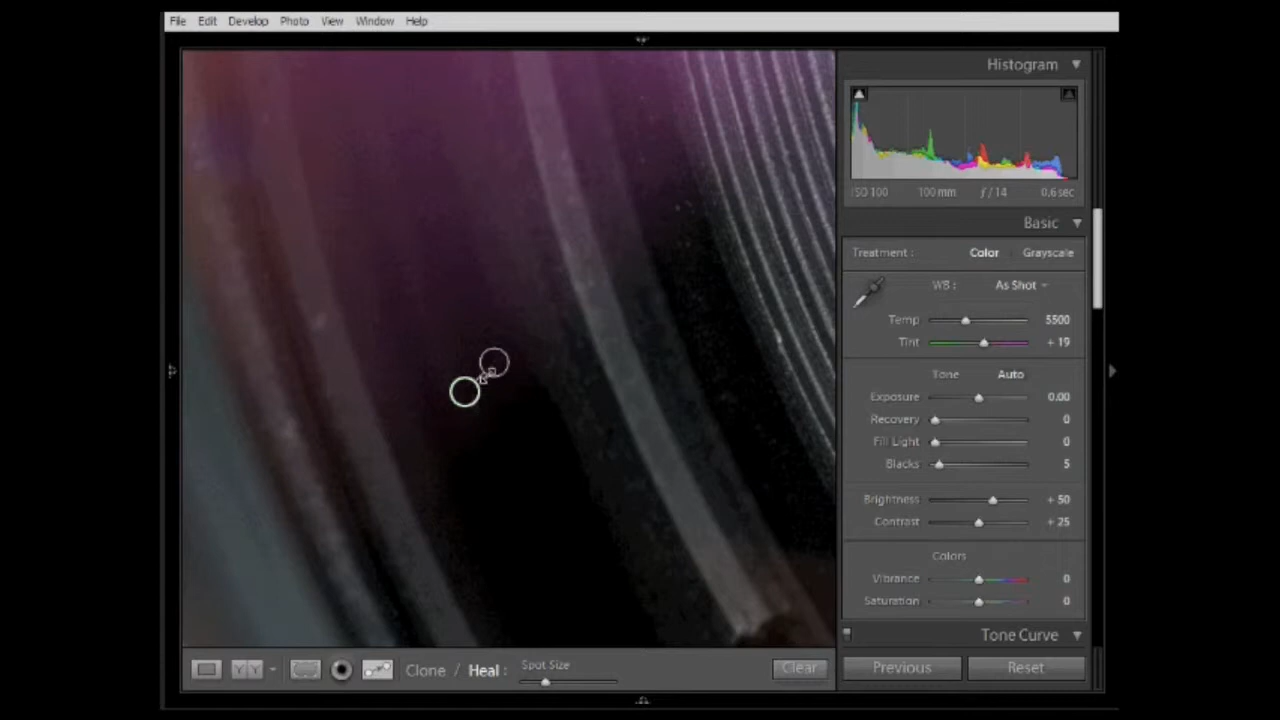 File Edit Develop Photo View Window Help
Histogram
ISO 100 100 mm ƒ / 14 0.6 sec
Basic
Treatment : Color Grayscale
WB : As Shot
Temp 5500
Tint + 19
Tone Auto
Exposure 0.00
Recovery 0
Fill Light 0
Blacks 5
Brightness + 50
Contrast + 25
Colors
Vibrance 0
Saturation 0
Tone Curve
Clone / Heal : Spot Size Clear
Previous Reset